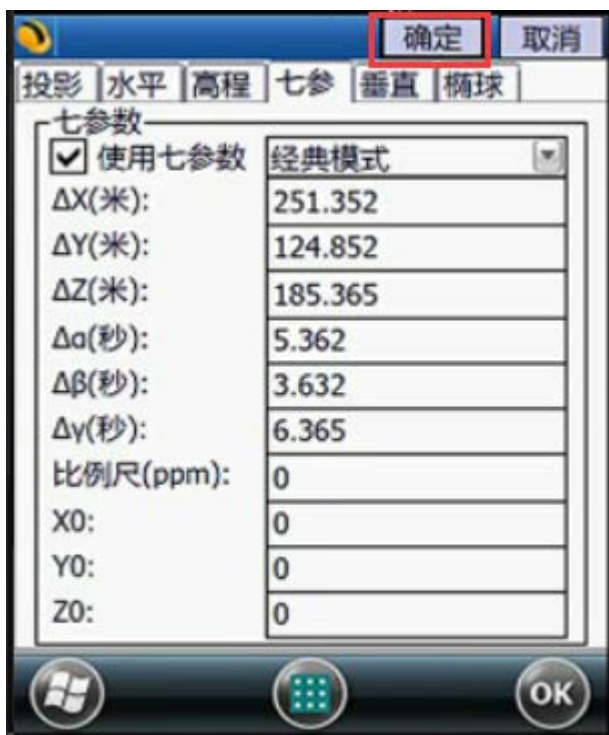 确定 取消
投影 水平 高程 七参 垂直 椭球
七参数
使用七参数 经典模式
ΔX(米): 251.352
ΔY(米): 124.852
ΔZ(米): 185.365
Δα(秒): 5.362
Δβ(秒): 3.632
Δγ(秒): 6.365
比例尺(ppm): 0
X0: 0
Y0: 0
Z0: 0
OK